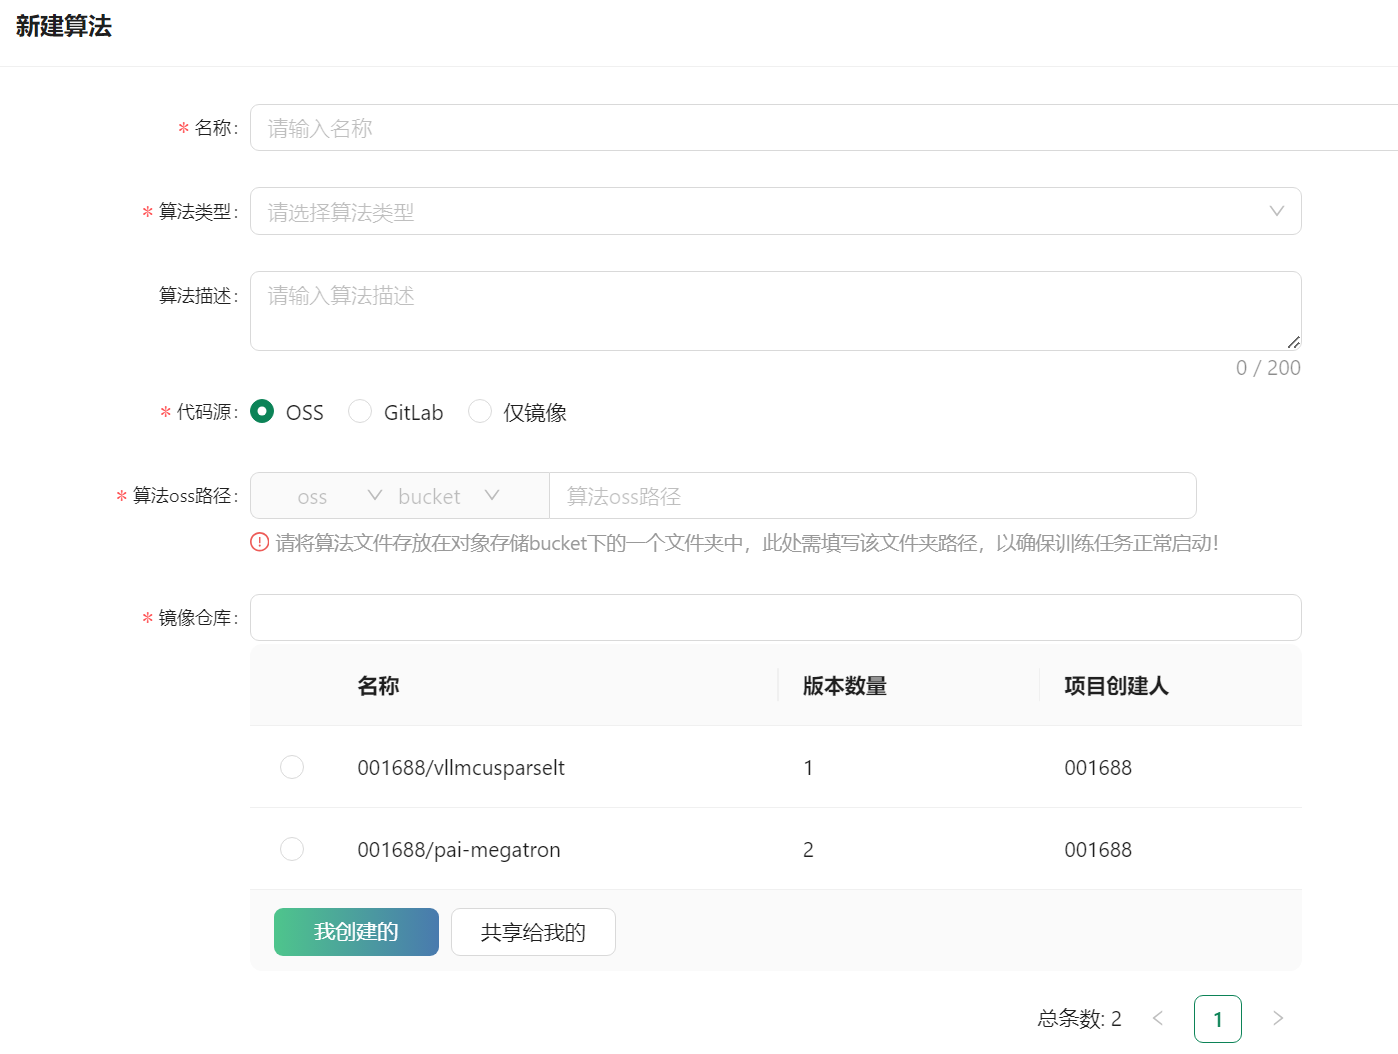 新建算法
* 名称: 请输入名称
* 算法类型: 请选择算法类型
算法描述: 请输入算法描述
0 / 200
* 代码源: OSS GitLab 仅镜像
* 算法oss路径: oss bucket 算法oss路径
请将算法文件存放在对象存储bucket下的一个文件夹中，此处需填写该文件夹路径，以确保训练任务正常启动！
* 镜像仓库:
名称 版本数量 项目创建人
001688/vllmcusparselt 1 001688
001688/pai-megatron 2 001688
我创建的 共享给我的
总条数: 2 < 1 >